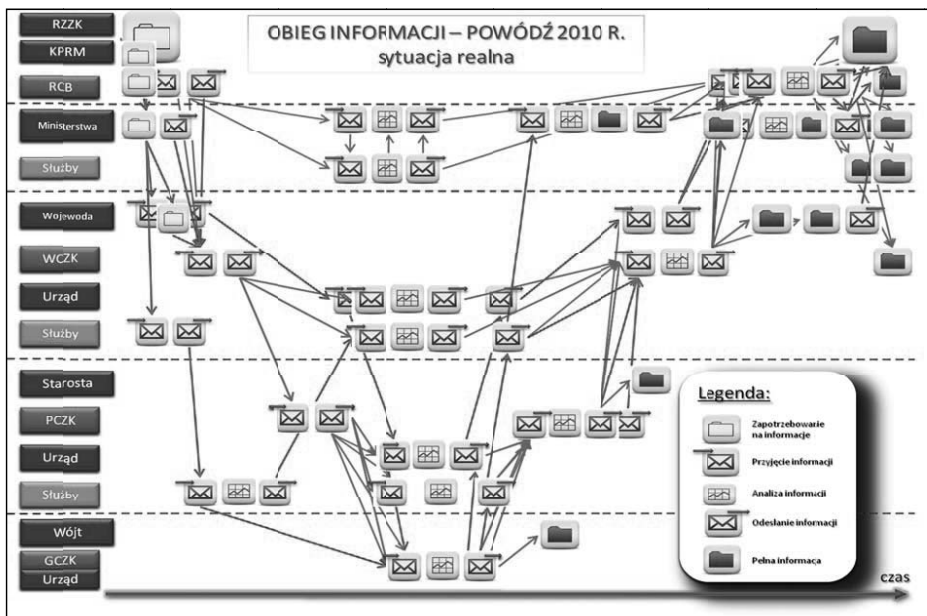 OBIEG INFORMACJI – POWÓDŹ 2010 R.
sytuacja realna
RZZK
KPRM
RCB
Ministerstwa
Służby
Wojewoda
WCZK
Urząd
Służby
Starosta
PCZK
Urząd
Służby
Wójt
GCZK
Urząd
Legenda:
Zapotrzebowanie
na informacje
Przyjęcie informacji
Analiza informacji
Odesłanie informacji
Pełna informacja
czas